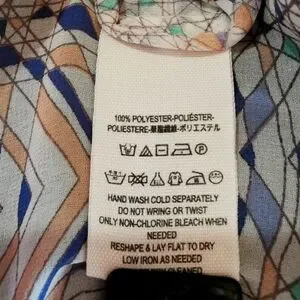 100% POLYESTER-POLIÉSTER-
POLIESTERE-聚酯纖維-ポリエステル
HAND WASH COLD SEPARATELY
DO NOT WRING OR TWIST
ONLY NON-CHLORINE BLEACH WHEN
NEEDED
RESHAPE & LAY FLAT TO DRY
LOW IRON AS NEEDED
CLEANED